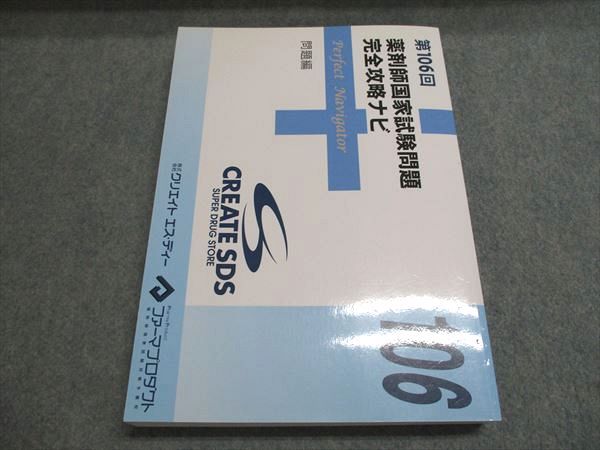 第106回
薬剤師国家試験問題
完全攻略ナビ
Perfect Navigator
問題編
CREATE SDS
SUPER DRUG STORE
株式会社 クリエイト エス・ディー
ファーマプロダクト
106